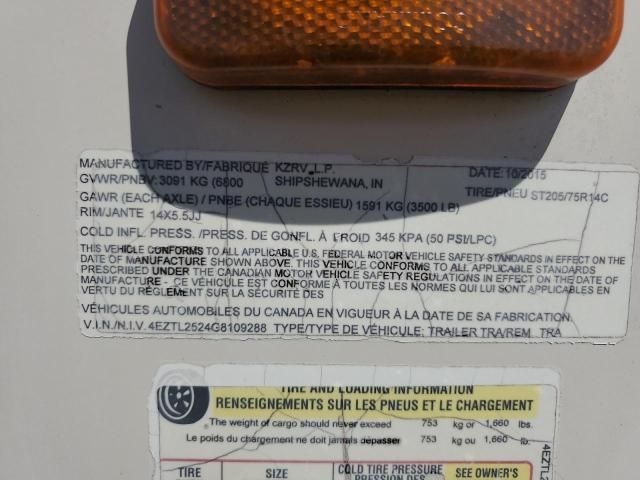 MANUFACTURED BY/FABRIQUÉ KZRV L.P. DATE:10/2015
GVWR/PNBV: 3091 KG (6800 SHIPSHEWANA, IN TIRE/PNEU ST205/75R14C
GAWR (EACH AXLE) / PNBE (CHAQUE ESSIEU) 1591 KG (3500 LB)
RIM/JANTE 14X5.5JJ
COLD INFL. PRESS. /PRESS. DE GONFL. À FROID 345 KPA (50 PSI/LPC)
THIS VEHICLE CONFORMS TO ALL APPLICABLE U.S. FEDERAL MOTOR VEHICLE SAFETY STANDARDS IN EFFECT ON THE
DATE OF MANUFACTURE SHOWN ABOVE. THIS VEHICLE CONFORMS TO ALL APPLICABLE STANDARDS
PRESCRIBED UNDER THE CANADIAN MOTOR VEHICLE SAFETY REGULATIONS IN EFFECT ON THE DATE OF
MANUFACTURE - CE VÉHICULE EST CONFORME À TOUTES LES NORMES QUI LUI SONT APPLICABLES EN
VERTU DU RÈGLEMENT SUR LA SÉCURITÉ DES
VÉHICULES AUTOMOBILES DU CANADA EN VIGUEUR À LA DATE DE SA FABRICATION.
V.I.N./N.I.V. 4EZTL2524G8109288 TYPE/TYPE DE VÉHICULE: TRAILER TRA/REM TRA
TIRE AND LOADING INFORMATION
RENSEIGNEMENTS SUR LES PNEUS ET LE CHARGEMENT
The weight of cargo should never exceed 753 kg or 1,660 lbs.
Le poids du chargement ne doit jamais dépasser 753 kg ou 1,660 lb.
TIRE SIZE COLD TIRE PRESSURE SEE OWNER'S
PRESSION DES
4EZTL2